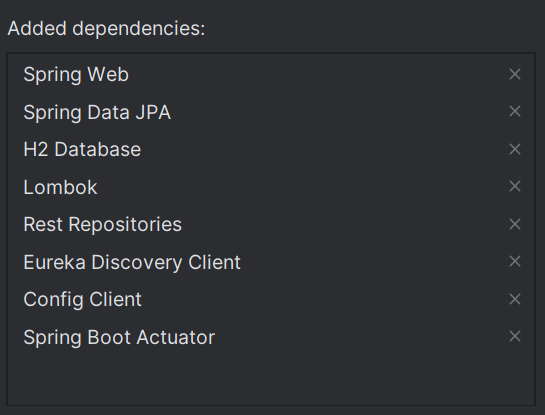 Added dependencies:
Spring Web
Spring Data JPA
H2 Database
Lombok
Rest Repositories
Eureka Discovery Client
Config Client
Spring Boot Actuator